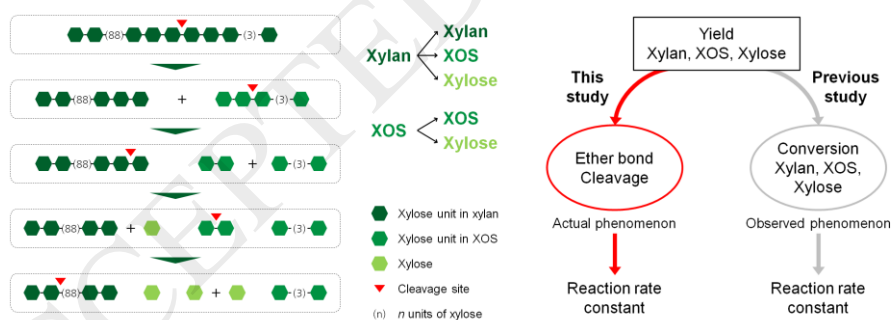 (88)
(3)
(88)
+
(3)
(88)
+
(3)
(88)
+
(3)
(88)
+
(3)
Xylan
Xylan
XOS
Xylose
XOS
XOS
Xylose
Xylose unit in xylan
Xylose unit in XOS
Xylose
Cleavage site
(n) n units of xylose
Yield
Xylan, XOS, Xylose
This
study
Previous
study
Ether bond
Cleavage
Conversion
Xylan, XOS,
Xylose
Actual phenomenon
Observed phenomenon
Reaction rate
constant
Reaction rate
constant